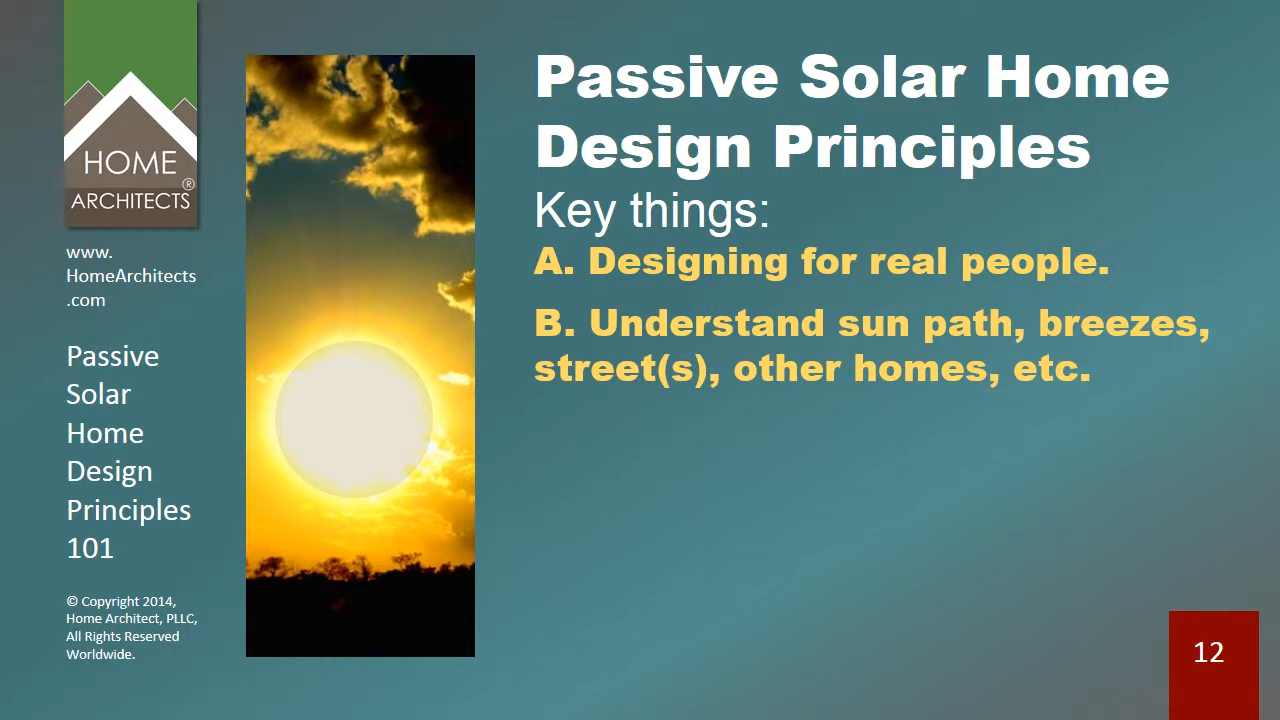 HOME
ARCHITECTS®
www.
HomeArchitects
.com
Passive
Solar
Home
Design
Principles
101
© Copyright 2014,
Home Architect, PLLC,
All Rights Reserved
Worldwide.
Passive Solar Home
Design Principles
Key things:
A. Designing for real people.
B. Understand sun path, breezes,
street(s), other homes, etc.
12